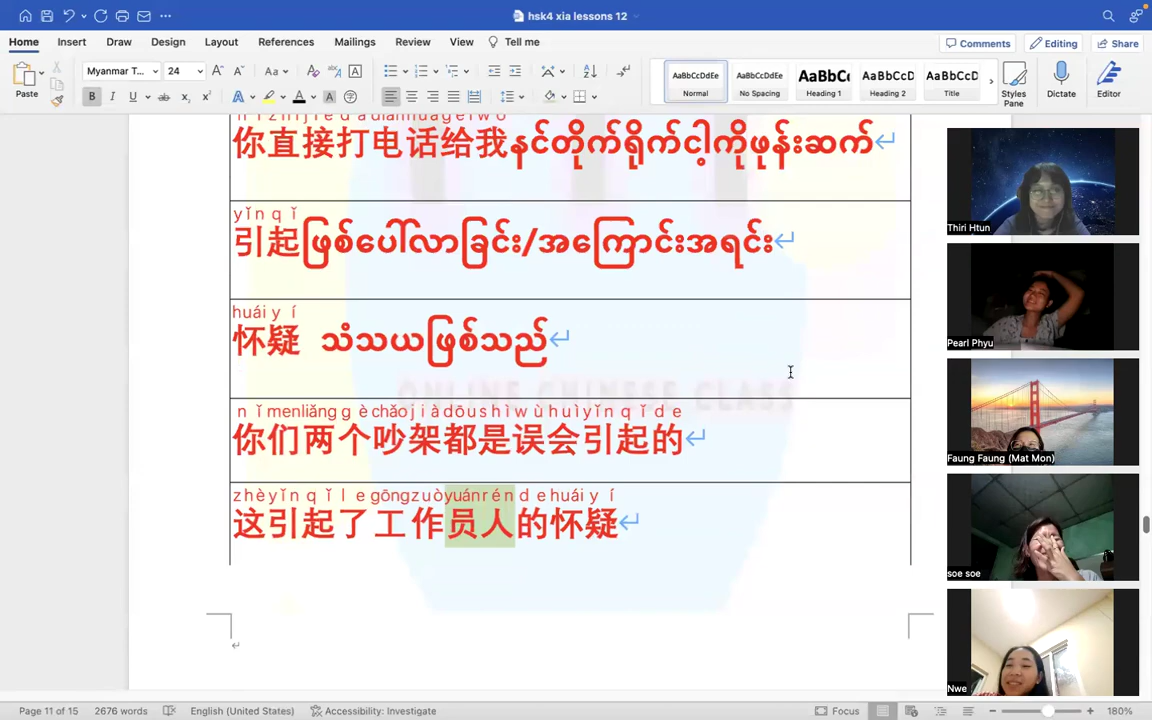 hsk4 xia lessons 12
Home Insert Draw Design Layout References Mailings Review View Tell me
Comments Editing Share
Paste
Myanmar T... 24
B I U ab x₂ x² A A A
AaBbCcDdEe AaBbCcDdEe AaBbCc AaBbCcD AaBbCcD
Normal No Spacing Heading 1 Heading 2 Title
Styles Pane
Dictate
Editor
你直接打电话给我နင်တိုက်ရိုက်ငါ့ကိုဖုန်းဆက်
yǐn q ǐ
引起ဖြစ်ပေါ်လာခြင်း/အကြောင်းအရင်း
huái y í
怀疑 သံသယဖြစ်သည်
ONLINE CHINESE CLASS
n ǐ menliǎng g è chǎo j i à dōu s h ì w ù huì yǐn q ǐ d e
你们两个吵架都是误会引起的
zhè yǐn q ǐ l e gōngzuò yuán r é n d e huái y í
这引起了工作员人的怀疑
Thiri Htun
Pearl Phyu
Faung Faung (Mat Mon)
soe soe
Nwe
Page 11 of 15 2676 words English (United States) Accessibility: Investigate Focus 180%